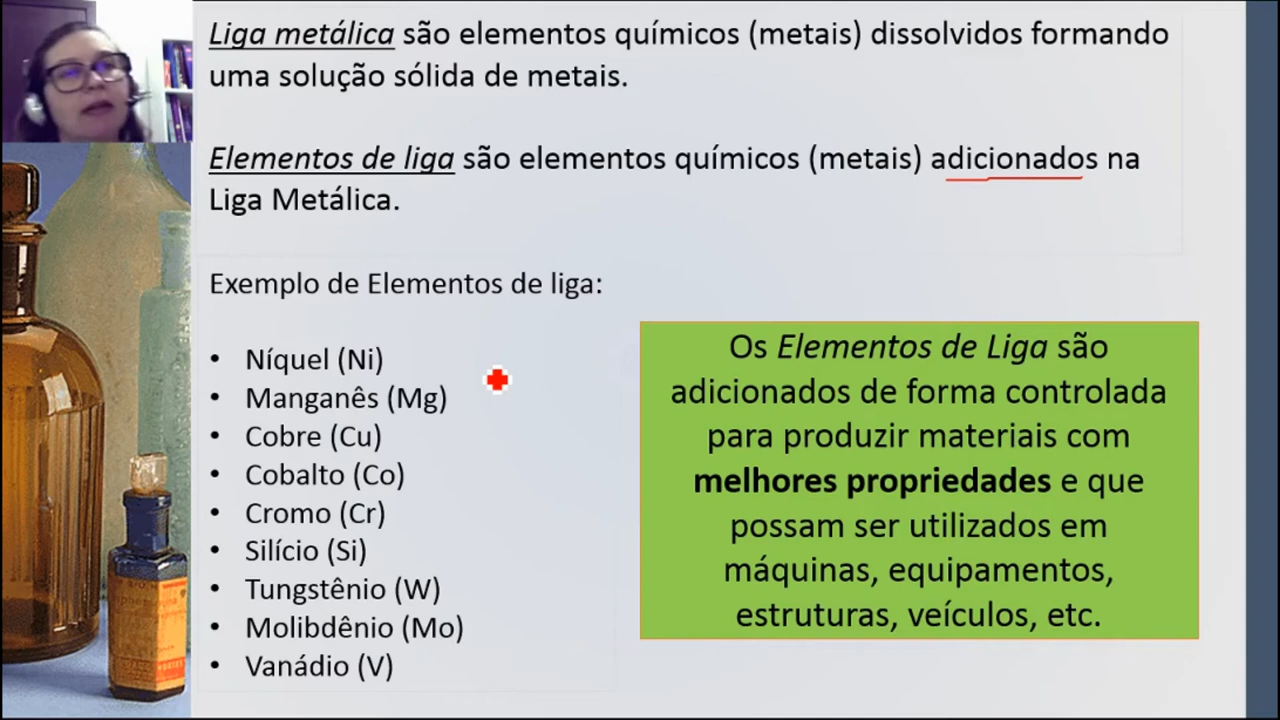 Liga metálica são elementos químicos (metais) dissolvidos formando
uma solução sólida de metais.
Elementos de liga são elementos químicos (metais) adicionados na
Liga Metálica.
Exemplo de Elementos de liga:
• Níquel (Ni)
• Manganês (Mg)
• Cobre (Cu)
• Cobalto (Co)
• Cromo (Cr)
• Silício (Si)
• Tungstênio (W)
• Molibdênio (Mo)
• Vanádio (V)
Os Elementos de Liga são
adicionados de forma controlada
para produzir materiais com
melhores propriedades e que
possam ser utilizados em
máquinas, equipamentos,
estruturas, veículos, etc.